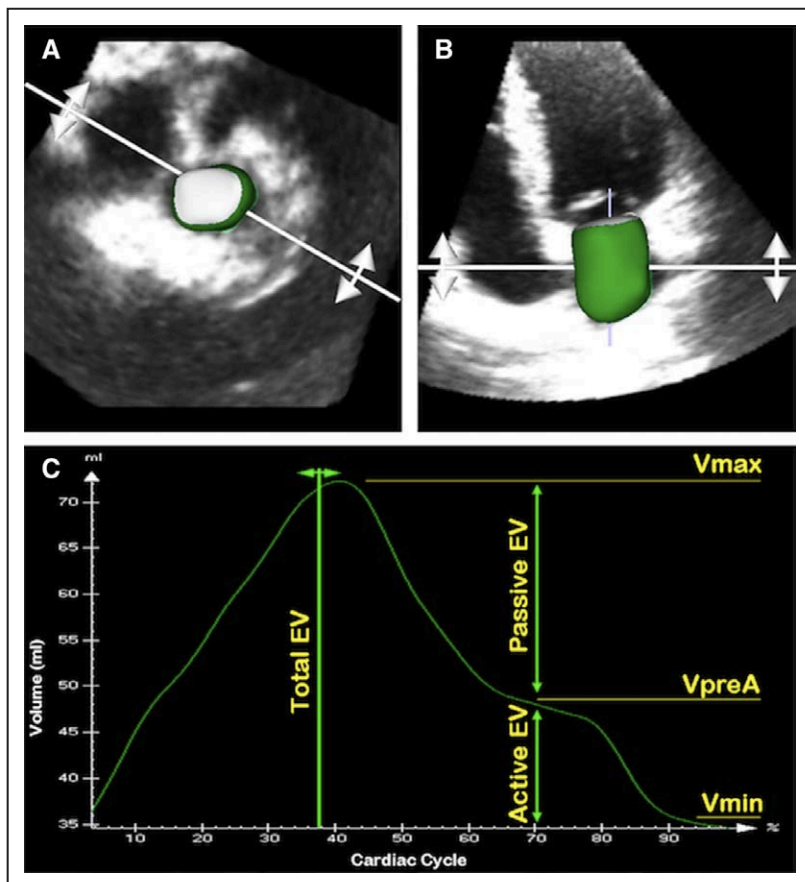 A
B
C
ml
70
65
60
55
50
45
40
35
Volume (ml)
Total EV
Passive EV
Active EV
Vmax
VpreA
Vmin
10 20 30 40 50 60 70 80 90 %
Cardiac Cycle